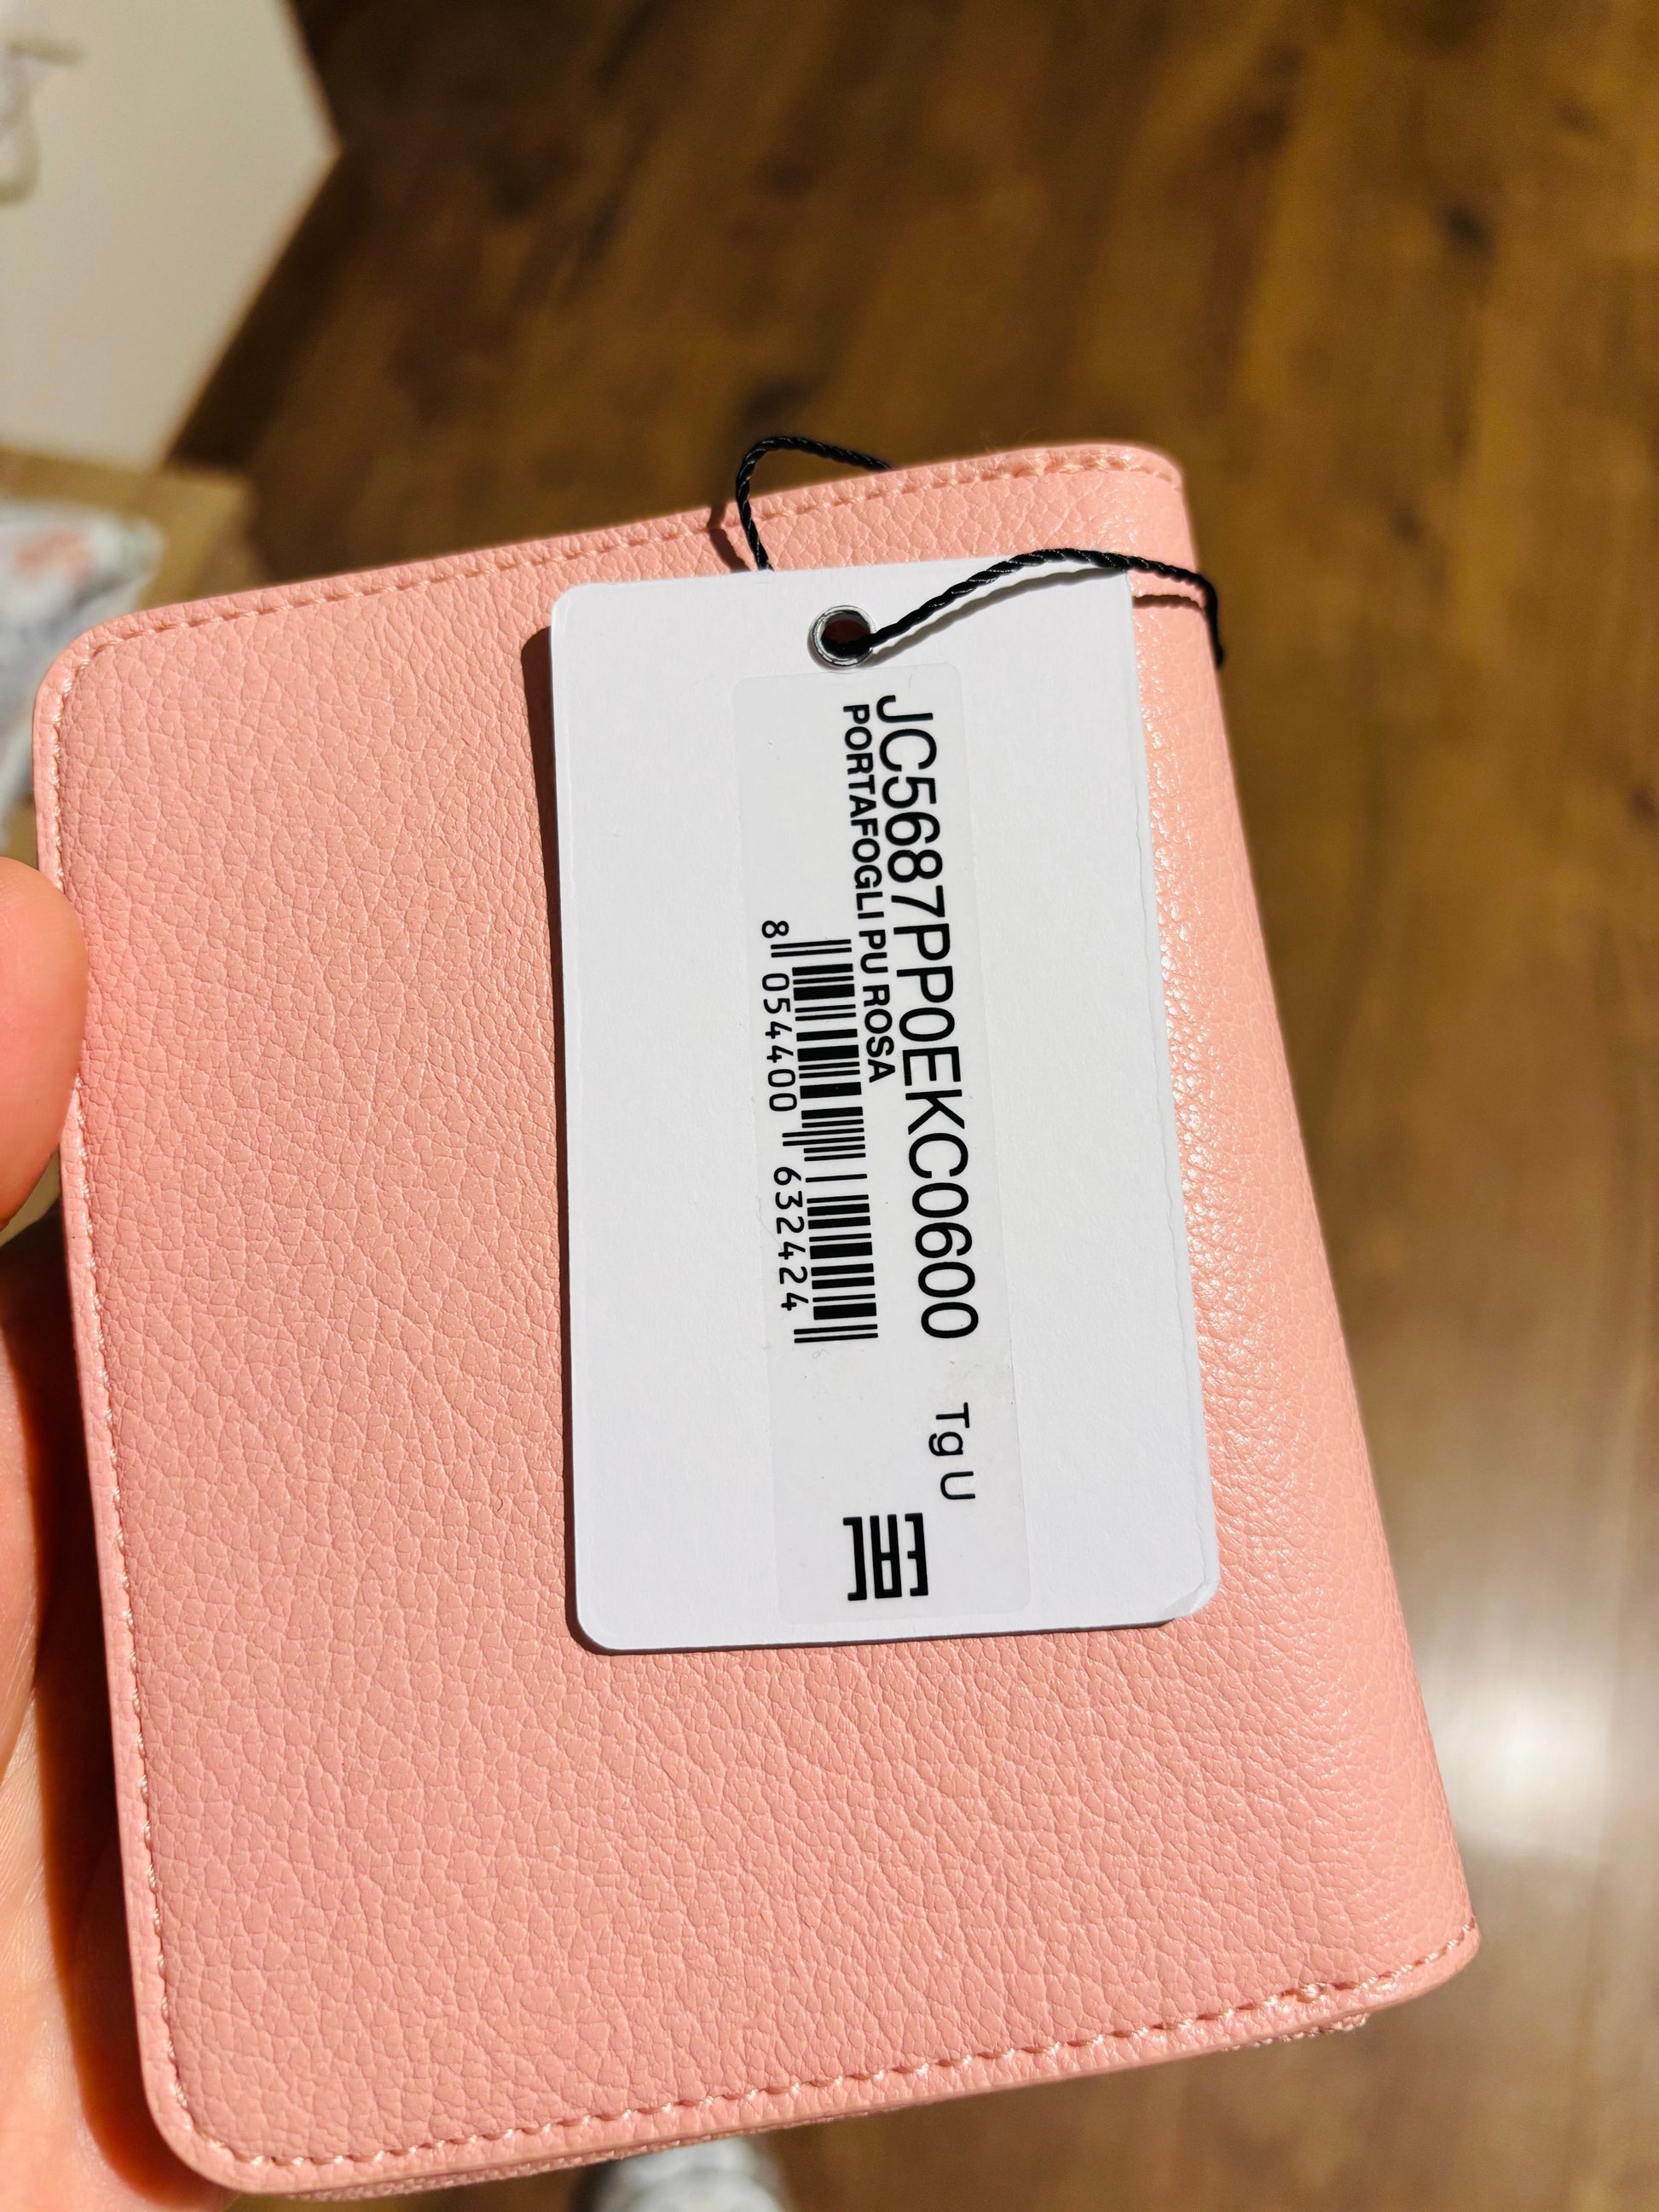 JC5687PP0EKC0600 Tg U
PORTAFOGLI PU ROSA
8 054400 632424